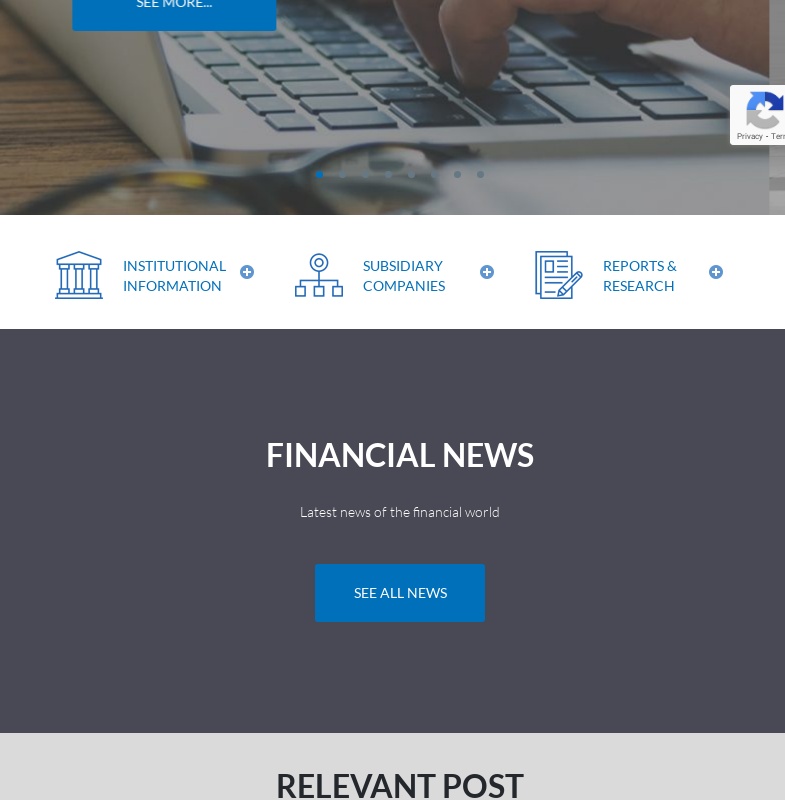 SEE MORE...
Privacy - Ter
INSTITUTIONAL
INFORMATION
SUBSIDIARY
COMPANIES
REPORTS &
RESEARCH
FINANCIAL NEWS
Latest news of the financial world
SEE ALL NEWS
RELEVANT POST